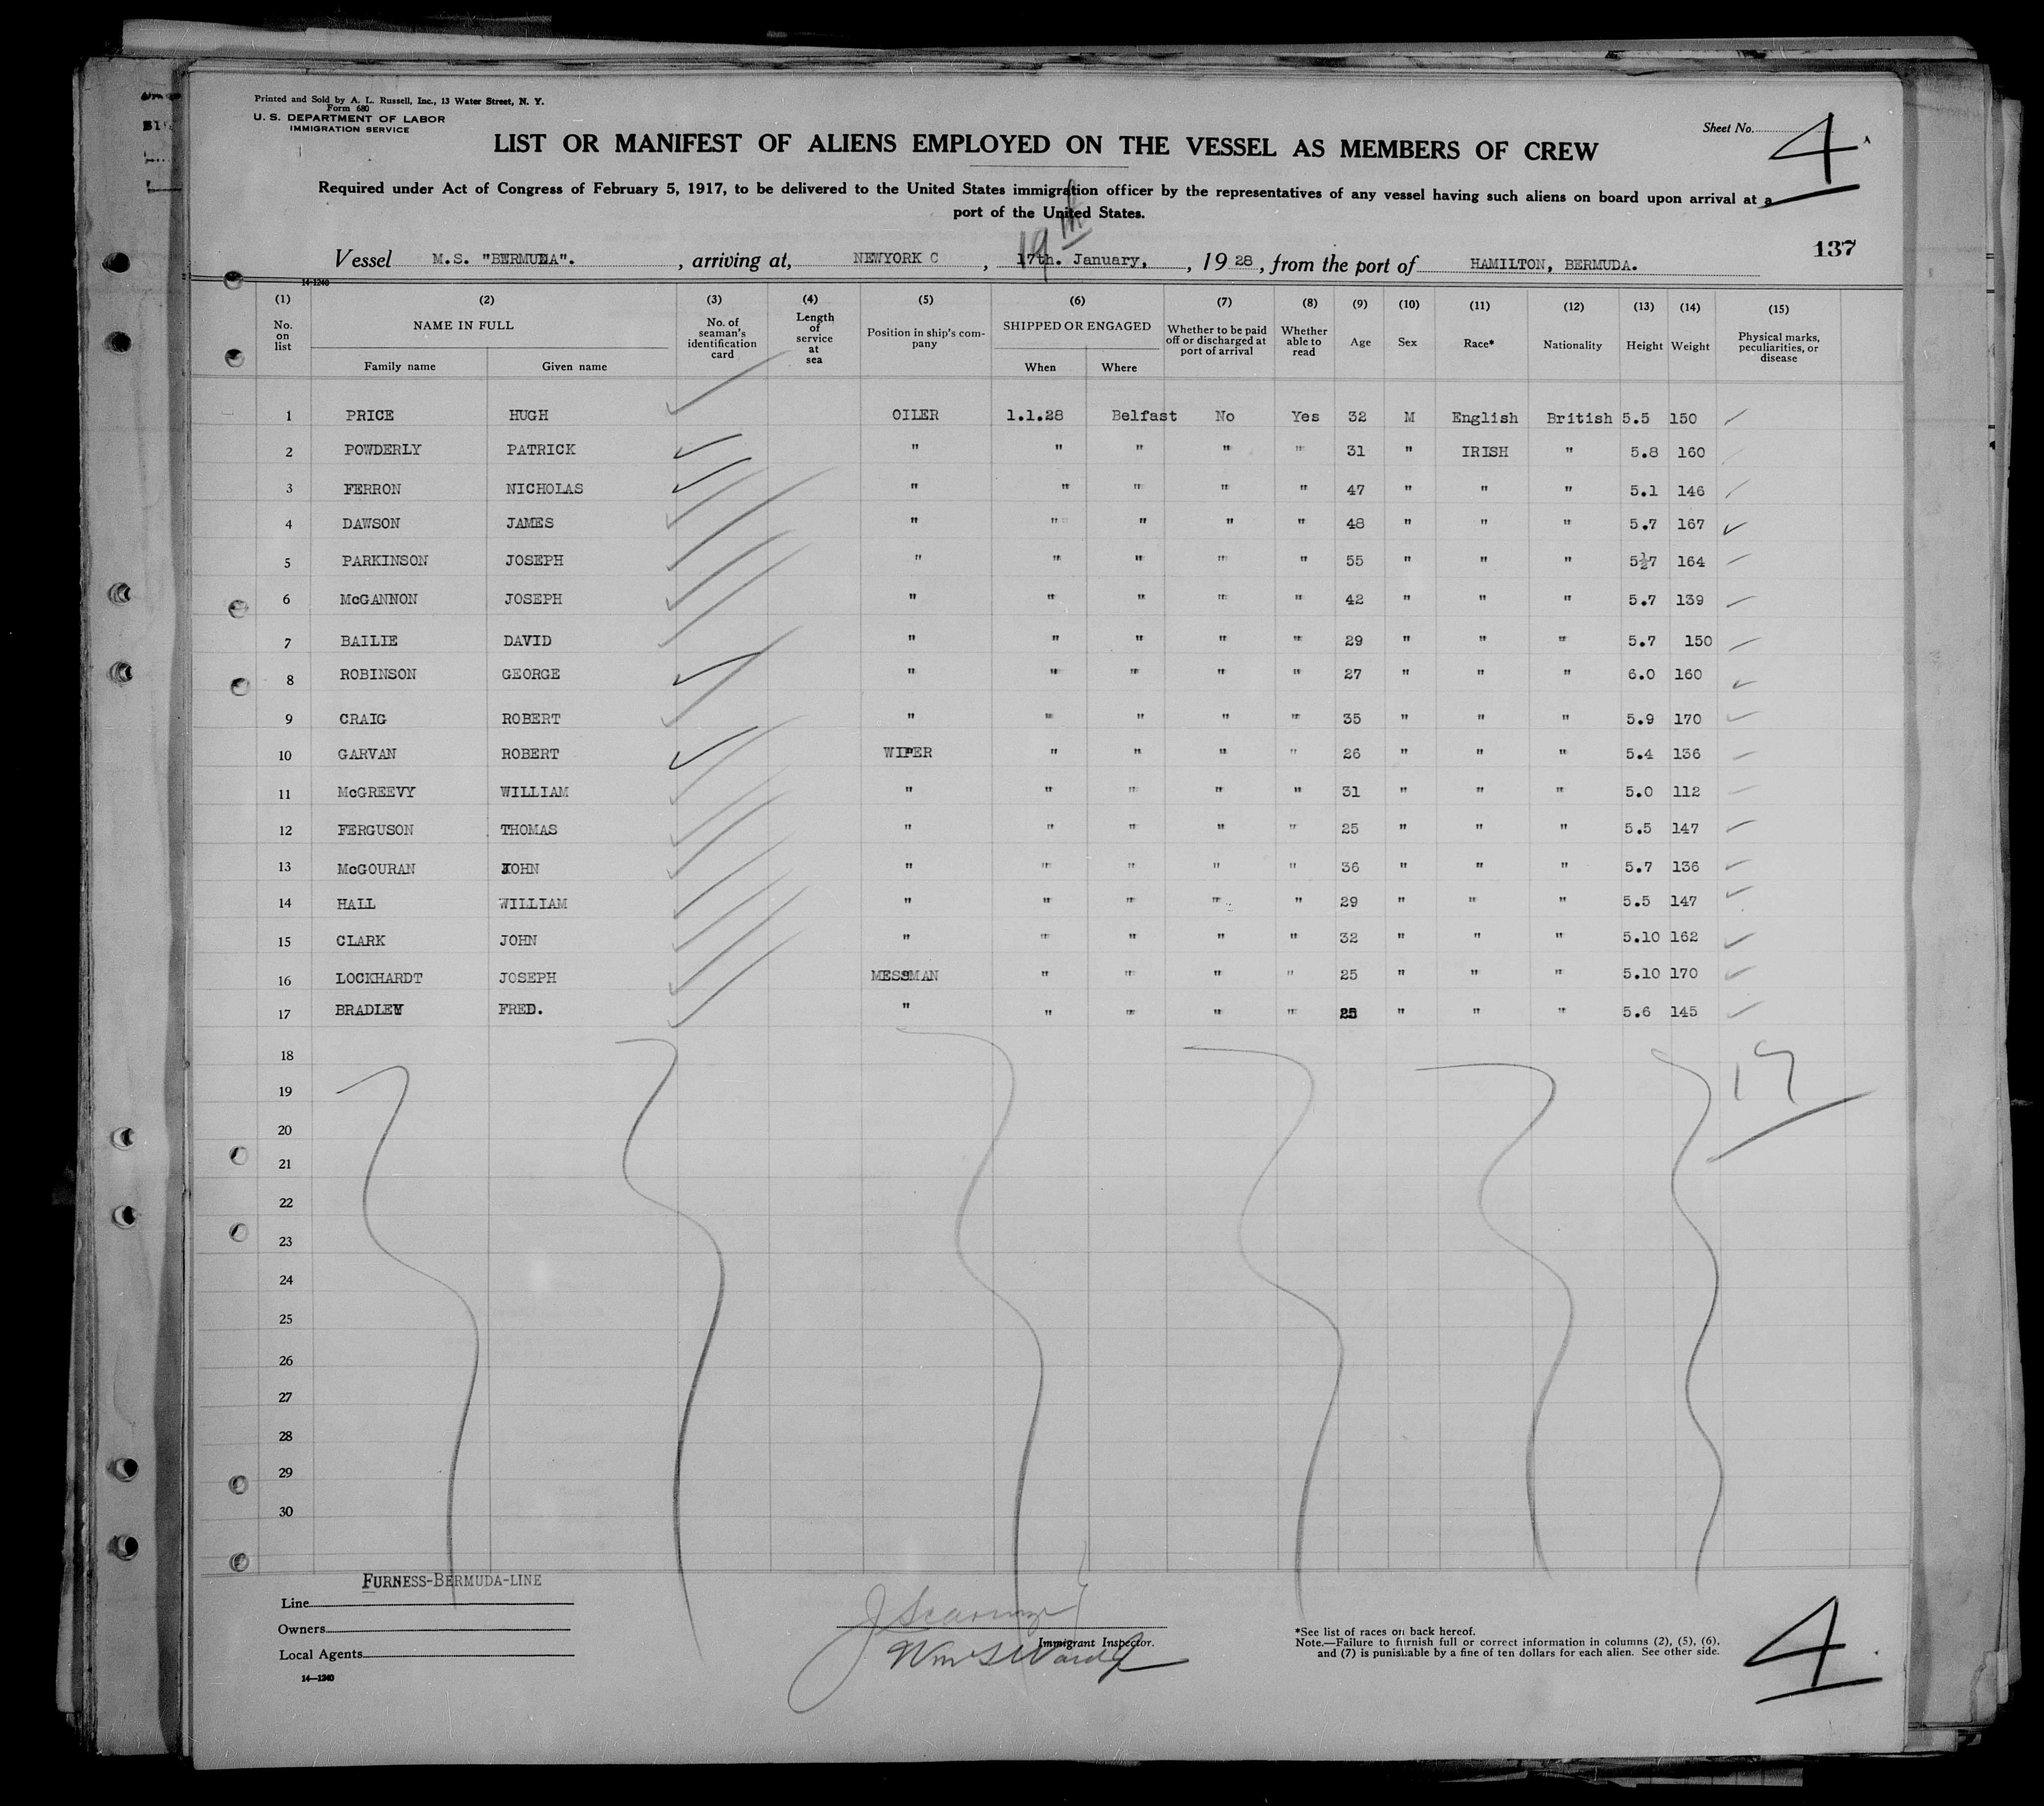 Printed and Sold by A. L. Russell, Inc., 13 Water Street, N. Y.
Form 680
U. S. DEPARTMENT OF LABOR
IMMIGRATION SERVICE
Sheet No. 4
LIST OR MANIFEST OF ALIENS EMPLOYED ON THE VESSEL AS MEMBERS OF CREW
Required under Act of Congress of February 5, 1917, to be delivered to the United States immigration officer by the representatives of any vessel having such aliens on board upon arrival at a
port of the United States.
137
19th
Vessel M.S. "BERMUDA". , arriving at, NEWYORK C , 17th. January, , 19 28 , from the port of HAMILTON, BERMUDA.
14-1240
(1) (2) (3) (4) (5) (6) (7) (8) (9) (10) (11) (12) (13) (14) (15)
No. on list NAME IN FULL Family name Given name No. of seaman's identification card Length of service at sea Position in ship's company SHIPPED OR ENGAGED When Where Whether to be paid off or discharged at port of arrival Whether able to read Age Sex Race* Nationality Height Weight Physical marks, peculiarities, or disease
1 PRICE HUGH OILER 1.1.28 Belfast No Yes 32 M English British 5.5 150
2 POWDERLY PATRICK " " " " " 31 " IRISH " 5.8 160
3 FERRON NICHOLAS " " " " " 47 " " " 5.1 146
4 DAWSON JAMES " " " " " 48 " " " 5.7 167
5 PARKINSON JOSEPH " " " " " 55 " " " 5½7 164
6 McGANNON JOSEPH " " " " " 42 " " " 5.7 139
7 BAILIE DAVID " " " " " 29 " " " 5.7 150
8 ROBINSON GEORGE " " " " " 27 " " " 6.0 160
9 CRAIG ROBERT " " " " " 35 " " " 5.9 170
10 GARVAN ROBERT WIPER " " " " 26 " " " 5.4 136
11 McGREEVY WILLIAM " " " " " 31 " " " 5.0 112
12 FERGUSON THOMAS " " " " " 25 " " " 5.5 147
13 McGOURAN JOHN " " " " " 36 " " " 5.7 136
14 HALL WILLIAM " " " " " 29 " " " 5.5 147
15 CLARK JOHN " " " " " 32 " " " 5.10 162
16 LOCKHARDT JOSEPH MESSMAN " " " " 25 " " " 5.10 170
17 BRADLEY FRED. " " " " " 25 " " " 5.6 145
18
17
19
20
21
22
23
24
25
26
27
28
29
30
FURNESS-BERMUDA-LINE
Line
Owners
Local Agents
14—1240
Immigrant Inspector.
*See list of races on back hereof.
Note.—Failure to furnish full or correct information in columns (2), (5), (6),
and (7) is punishable by a fine of ten dollars for each alien. See other side.
4